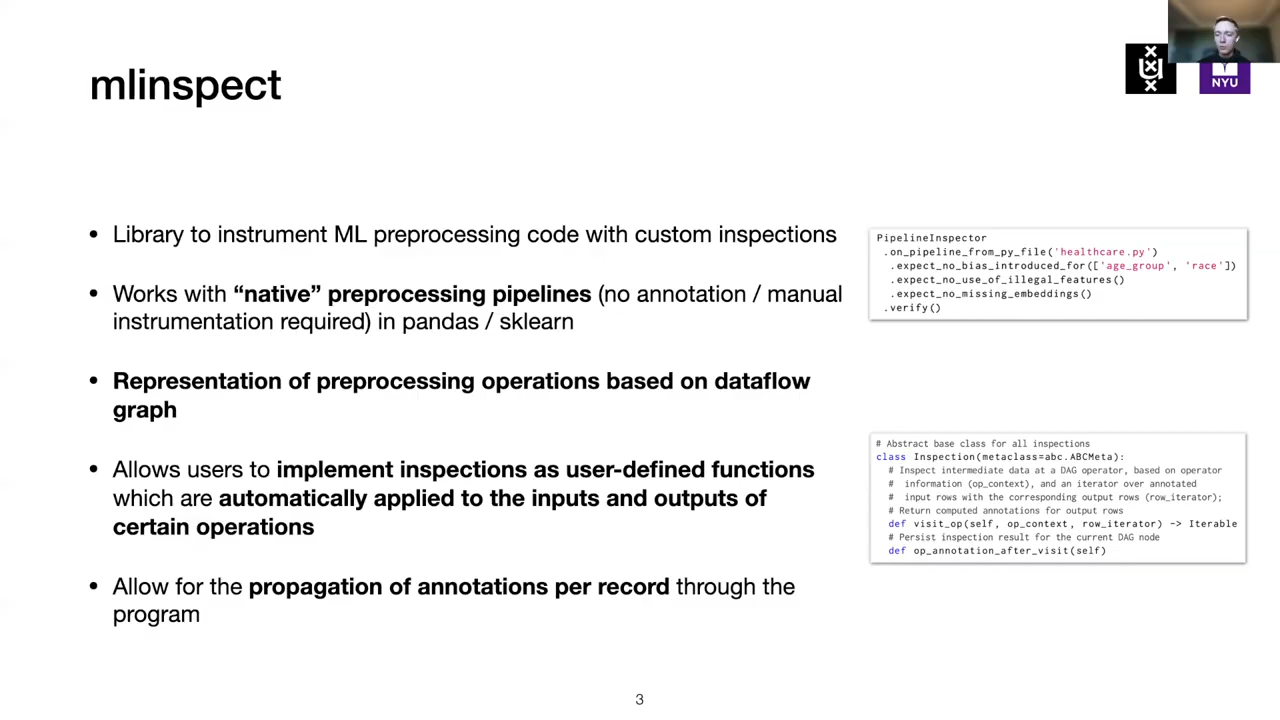 mlinspect
NYU
• Library to instrument ML preprocessing code with custom inspections
• Works with “native” preprocessing pipelines (no annotation / manual
instrumentation required) in pandas / sklearn
• Representation of preprocessing operations based on dataflow
graph
• Allows users to implement inspections as user-defined functions
which are automatically applied to the inputs and outputs of
certain operations
• Allow for the propagation of annotations per record through the
program
PipelineInspector
.on_pipeline_from_py_file('healthcare.py')
.expect_no_bias_introduced_for(['age_group', 'race'])
.expect_no_use_of_illegal_features()
.expect_no_missing_embeddings()
.verify()
# Abstract base class for all inspections
class Inspection(metaclass=abc.ABCMeta):
# Inspect intermediate data at a DAG operator, based on operator
# information (op_context), and an iterator over annotated
# input rows with the corresponding output rows (row_iterator);
# Return computed annotations for output rows
def visit_op(self, op_context, row_iterator) -> Iterable
# Persist inspection result for the current DAG node
def op_annotation_after_visit(self)
3